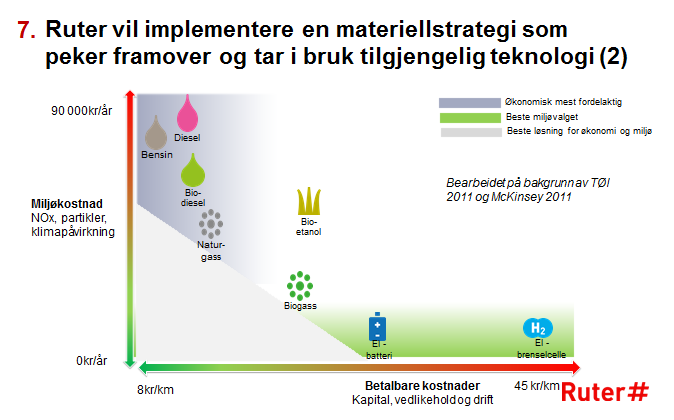 7. Ruter vil implementere en materiellstrategi som
peker framover og tar i bruk tilgjengelig teknologi (2)
90 000kr/år
Økonomisk mest fordelaktig
Beste miljøvalget
Beste løsning for økonomi og miljø
Diesel
Bensin
Bearbeidet på bakgrunn av TØI
2011 og McKinsey 2011
Bio-
diesel
Miljøkostnad
NOx, partikler,
klimapåvirkning
Bio-
etanol
Natur-
gass
Biogass
H2
El -
batteri
El -
brenselcelle
0kr/år
8kr/km
Betalbare kostnader
45 kr/km
Kapital, vedlikehold og drift
Ruter#